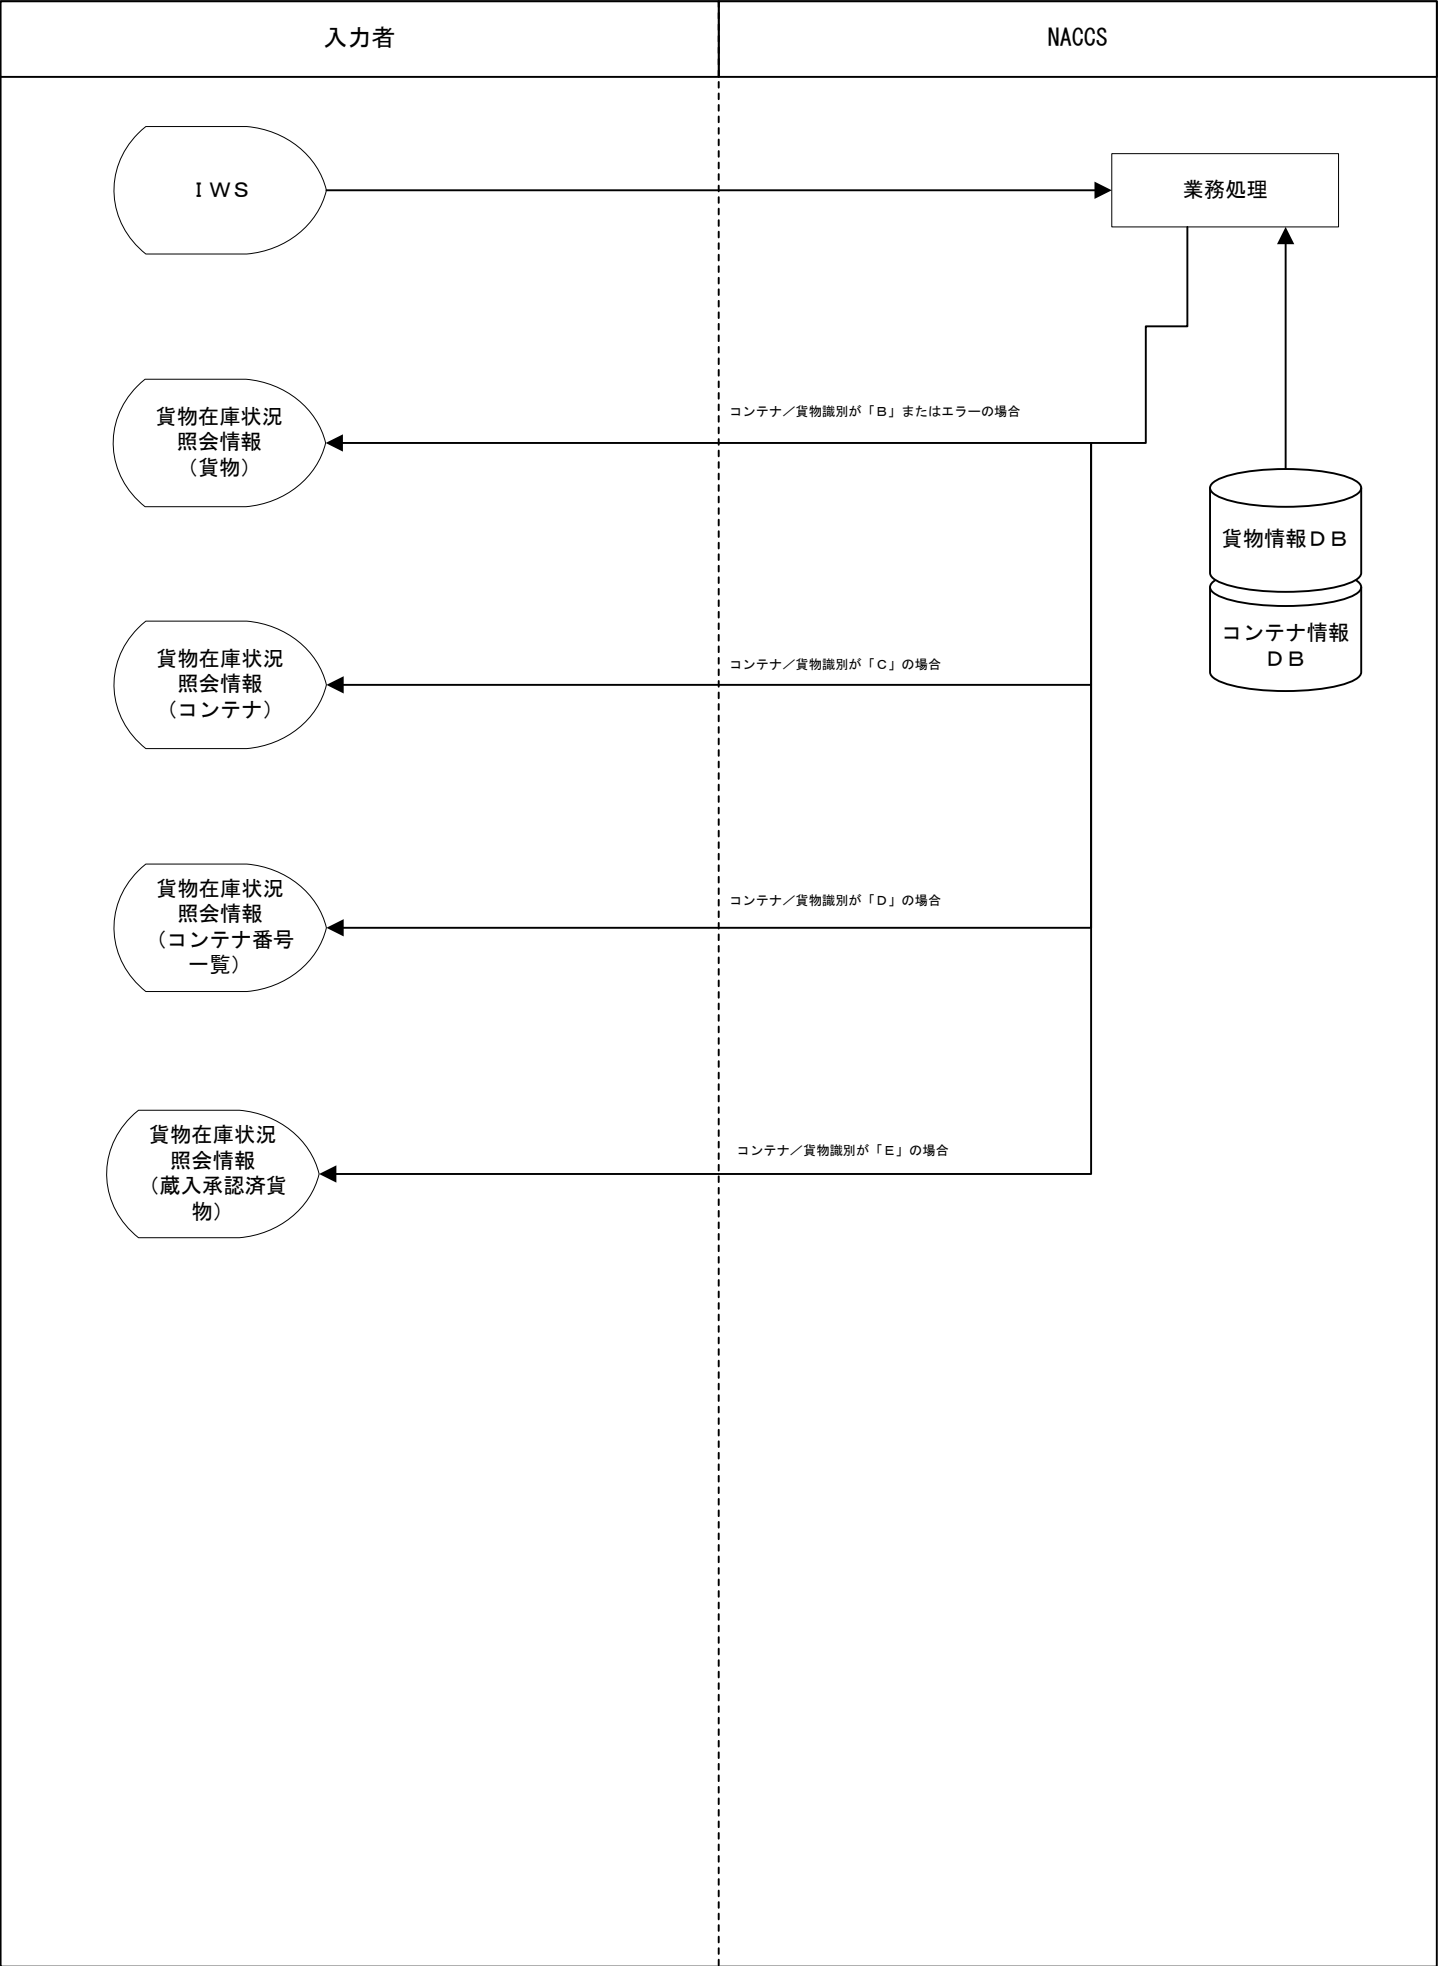 入力者
NACCS
ＩＷＳ
業務処理
貨物在庫状況
照会情報
（貨物）
コンテナ／貨物識別が「Ｂ」またはエラーの場合
貨物情報ＤＢ
コンテナ情報
ＤＢ
貨物在庫状況
照会情報
（コンテナ）
コンテナ／貨物識別が「Ｃ」の場合
貨物在庫状況
照会情報
（コンテナ番号
一覧）
コンテナ／貨物識別が「Ｄ」の場合
貨物在庫状況
照会情報
（蔵入承認済貨
物）
コンテナ／貨物識別が「Ｅ」の場合